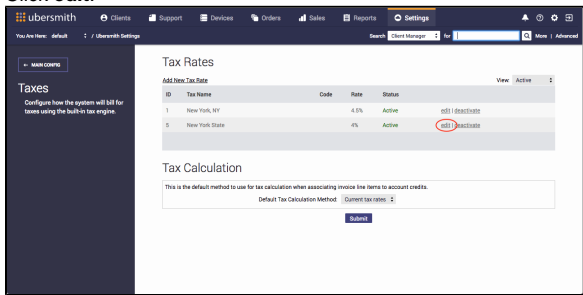 ubersmith Clients Support Devices Orders Sales Reports Settings
You Are Here: default / Ubersmith Settings Search Client Manager for More | Advanced
← MAIN CONFIG
Taxes
Configure how the system will bill for
taxes using the built-in tax engine.
Tax Rates
Add New Tax Rate View Active
ID Tax Name Code Rate Status
1 New York, NY 4.5% Active edit | deactivate
5 New York State 4% Active edit | deactivate
Tax Calculation
This is the default method to use for tax calculation when associating invoice line items to account credits.
Default Tax Calculation Method: Current tax rates
Submit